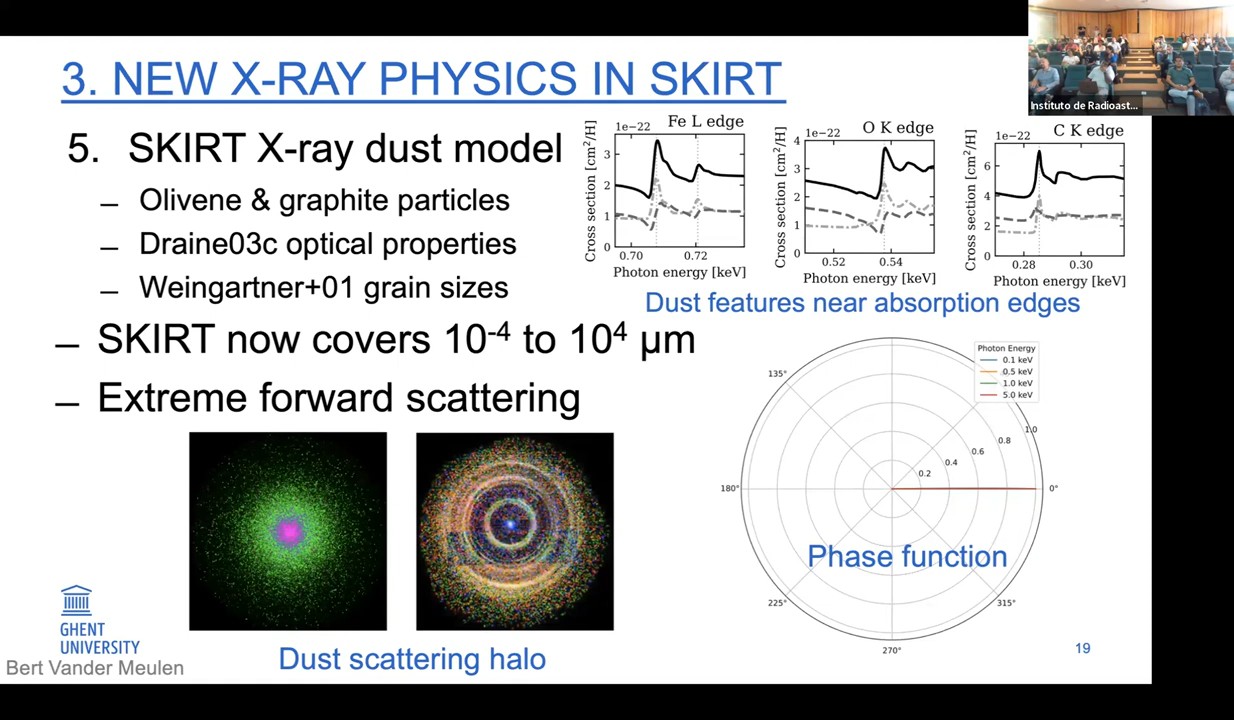 Instituto de Radioast...
3. NEW X-RAY PHYSICS IN SKIRT
5. SKIRT X-ray dust model
– Olivene & graphite particles
– Draine03c optical properties
– Weingartner+01 grain sizes
– SKIRT now covers 10⁻⁴ to 10⁴ µm
– Extreme forward scattering
1e−22 Fe L edge
Cross section [cm²/H]
3
2
1
0
0.70 0.72
Photon energy [keV]
1e−22 O K edge
Cross section [cm²/H]
4
3
2
1
0
0.52 0.54
Photon energy [keV]
1e−22 C K edge
Cross section [cm²/H]
6
4
2
0
0.28 0.30
Photon energy [keV]
Dust features near absorption edges
Photon Energy
0.1 keV
0.5 keV
1.0 keV
5.0 keV
135°
1.0
0.8
0.6
0.4
0.2
180° 0°
Phase function
225° 315°
270°
Dust scattering halo
GHENT
UNIVERSITY
Bert Vander Meulen
19